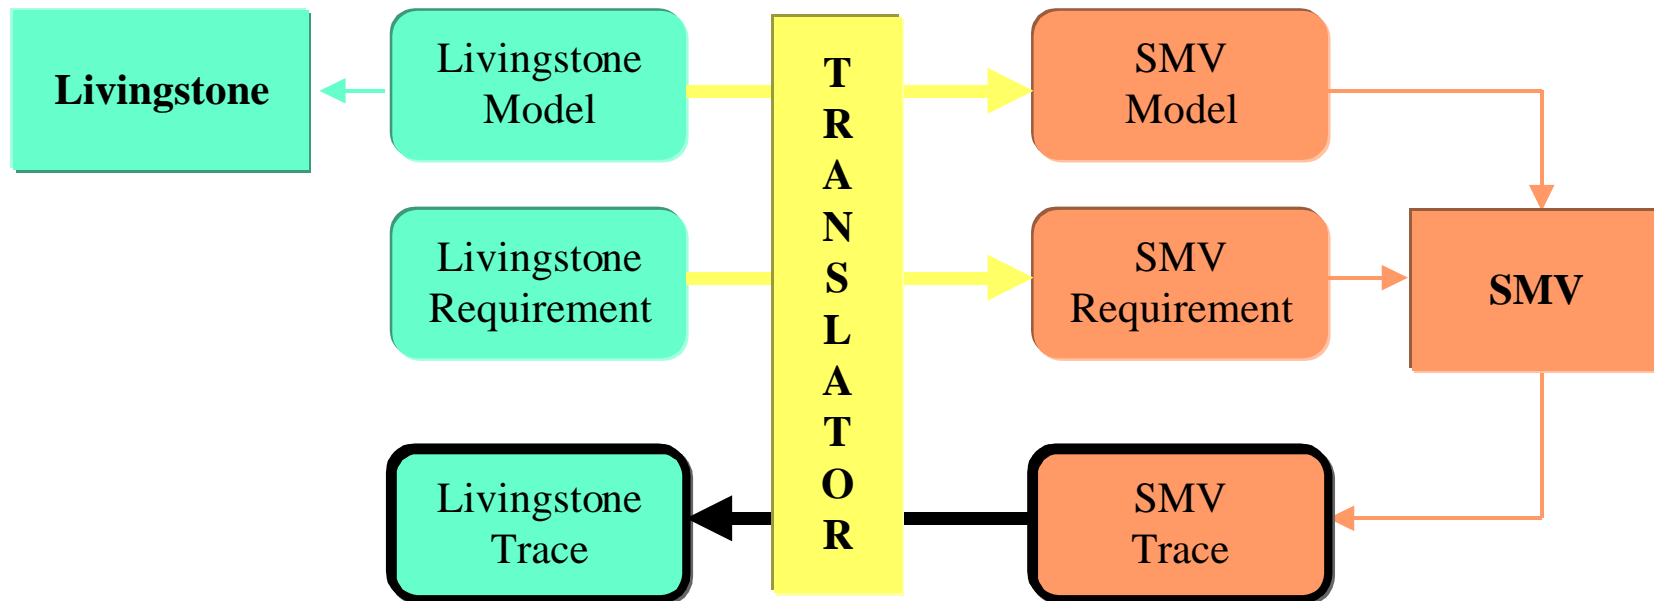 Livingstone
Livingstone
Model
T
R
A
N
S
L
A
T
O
R
SMV
Model
Livingstone
Requirement
SMV
Requirement
SMV
Livingstone
Trace
SMV
Trace